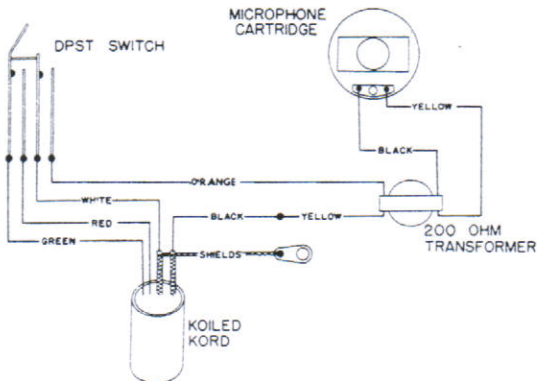 MICROPHONE
CARTRIDGE
DPST SWITCH
YELLOW
BLACK
ORANGE
WHITE
RED
BLACK
YELLOW
GREEN
SHIELDS
200 OHM
TRANSFORMER
KOILED
KORD